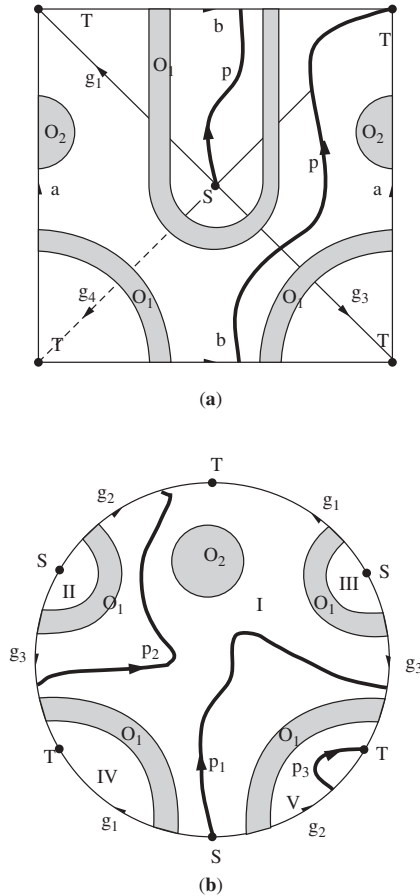 T b T
O₁
g₁ p
O₂ O₂
S p
a a
g₄ O₁ O₁ g₃
T b T
(a)
T
g₂ g₁
S O₂ S
II I III
O₁ O₁
g₃ p₂ g₃
O₁ O₁
T p₁ p₃ T
IV V
g₁ g₂
S
(b)